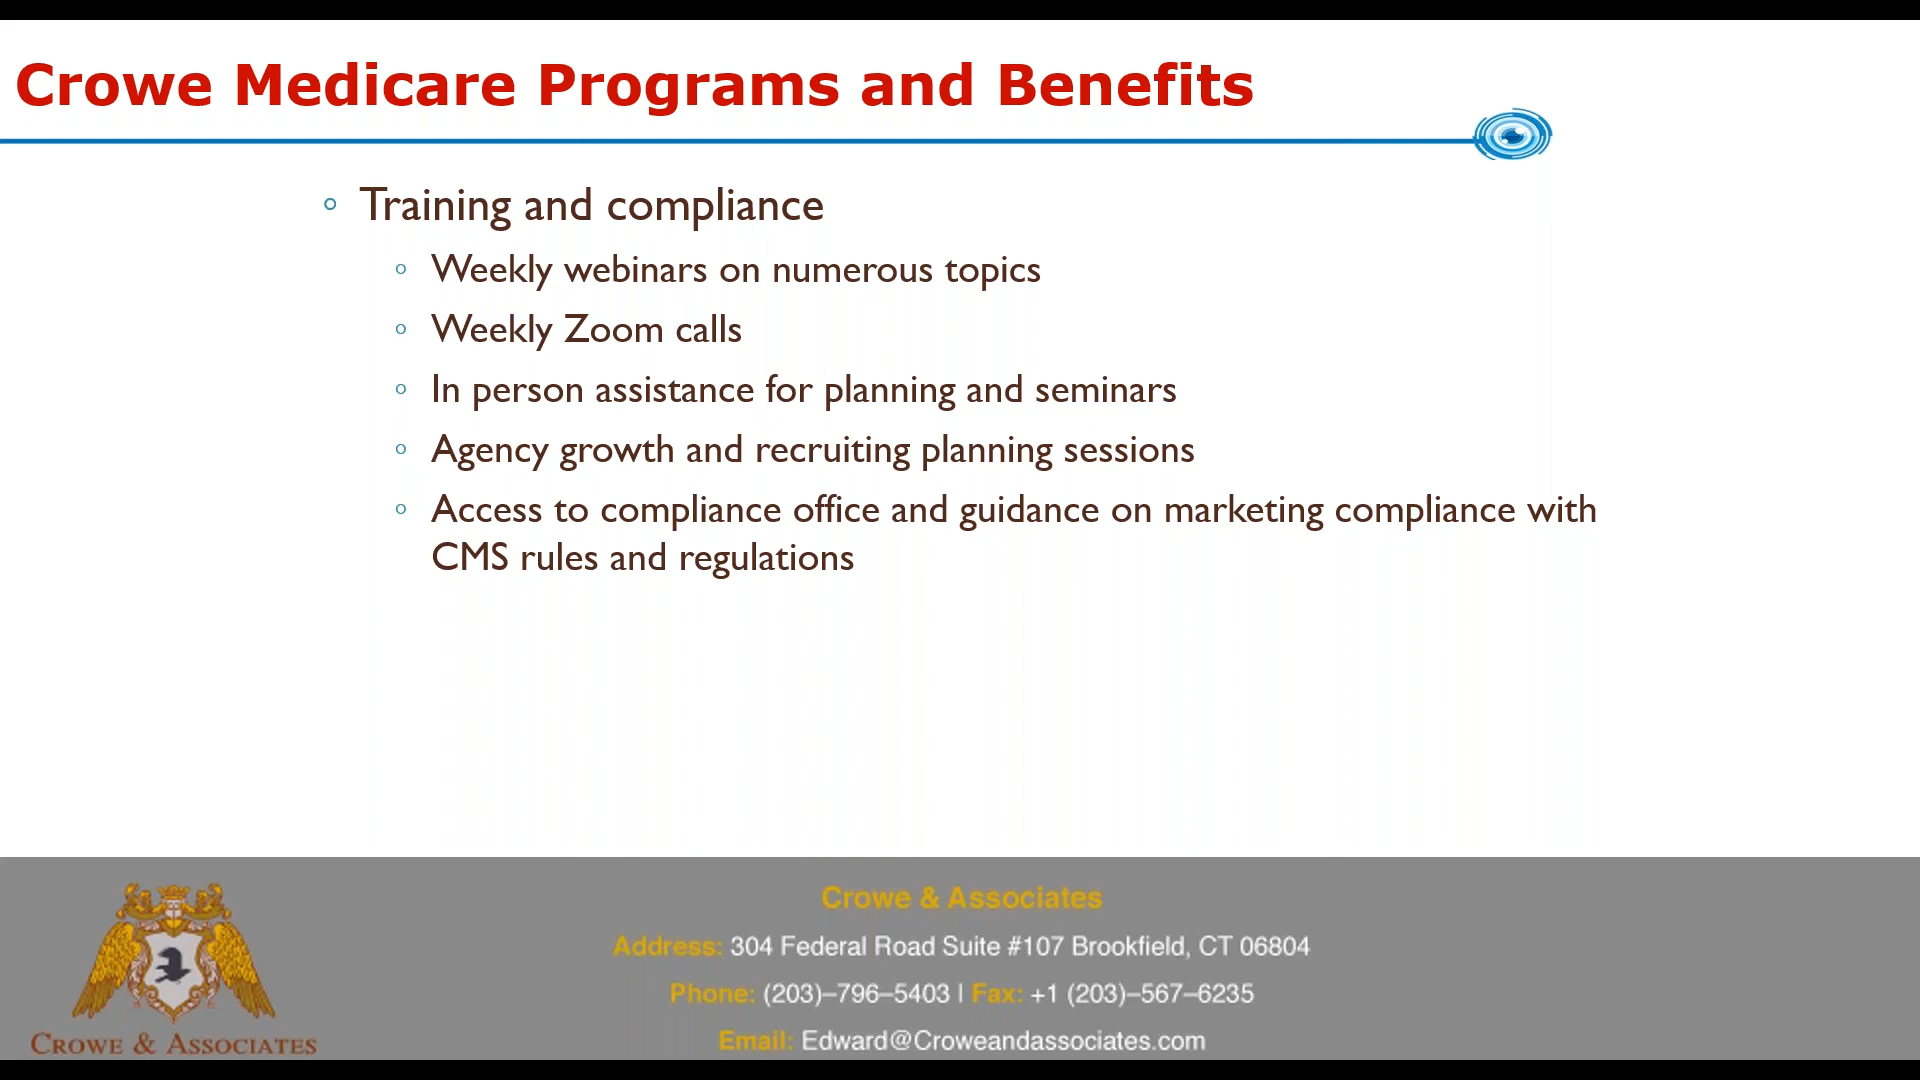 Crowe Medicare Programs and Benefits
Training and compliance
Weekly webinars on numerous topics
Weekly Zoom calls
In person assistance for planning and seminars
Agency growth and recruiting planning sessions
Access to compliance office and guidance on marketing compliance with
CMS rules and regulations
Crowe & Associates
Address: 304 Federal Road Suite #107 Brookfield, CT 06804
Phone: (203)–796–5403 | Fax: +1 (203)–567–6235
Email: Edward@Croweandassociates.com
CROWE & ASSOCIATES